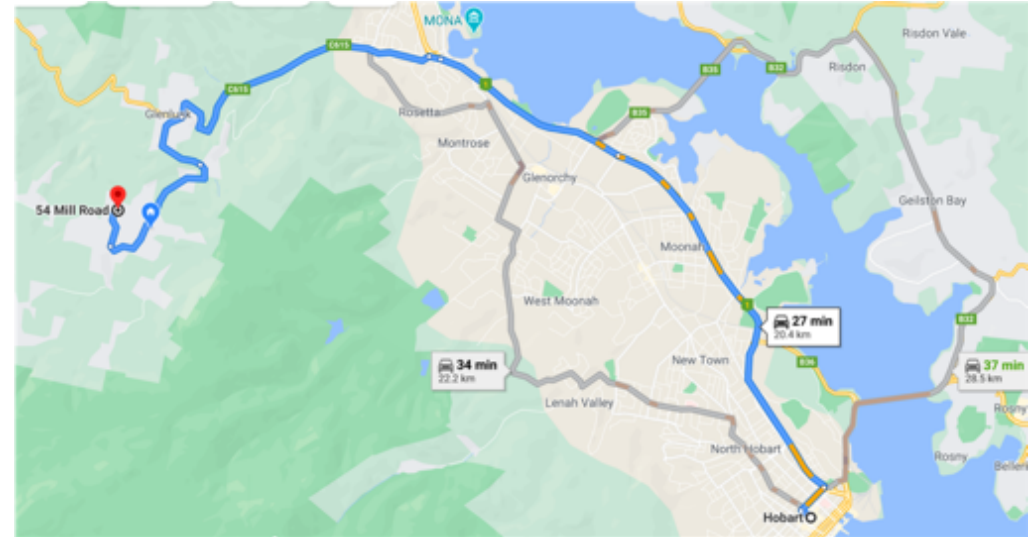 MONA
Risdon Vale
B35
B32
Risdon
C615
1
C615
Rosetta
B35
Glenlusk
Montrose
Glenorchy
Geilston Bay
54 Mill Road
Moonah
West Moonah
1
27 min
20.4 km
B32
34 min
22.2 km
New Town
B36
37 min
28.5 km
Lenah Valley
Rosny
North Hobart
Rosny
Hobart